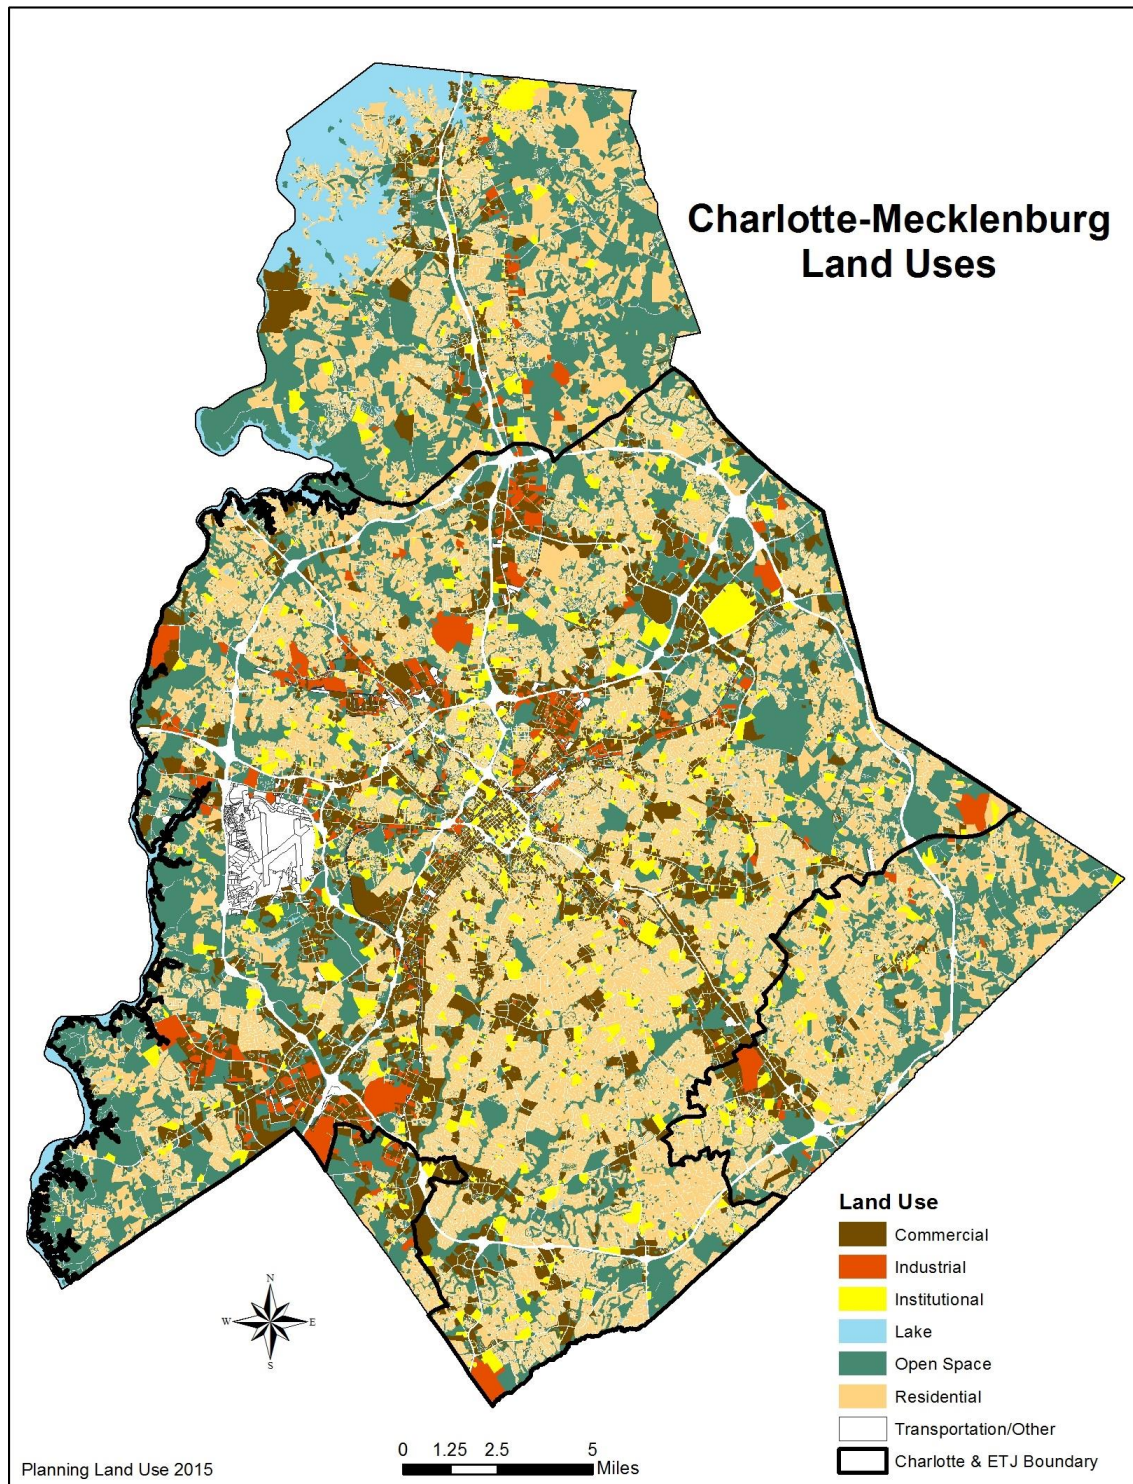 Charlotte-Mecklenburg
Land Uses
Land Use
Commercial
Industrial
Institutional
Lake
Open Space
Residential
Transportation/Other
Charlotte & ETJ Boundary
N
W E
S
0 1.25 2.5 5
Miles
Planning Land Use 2015